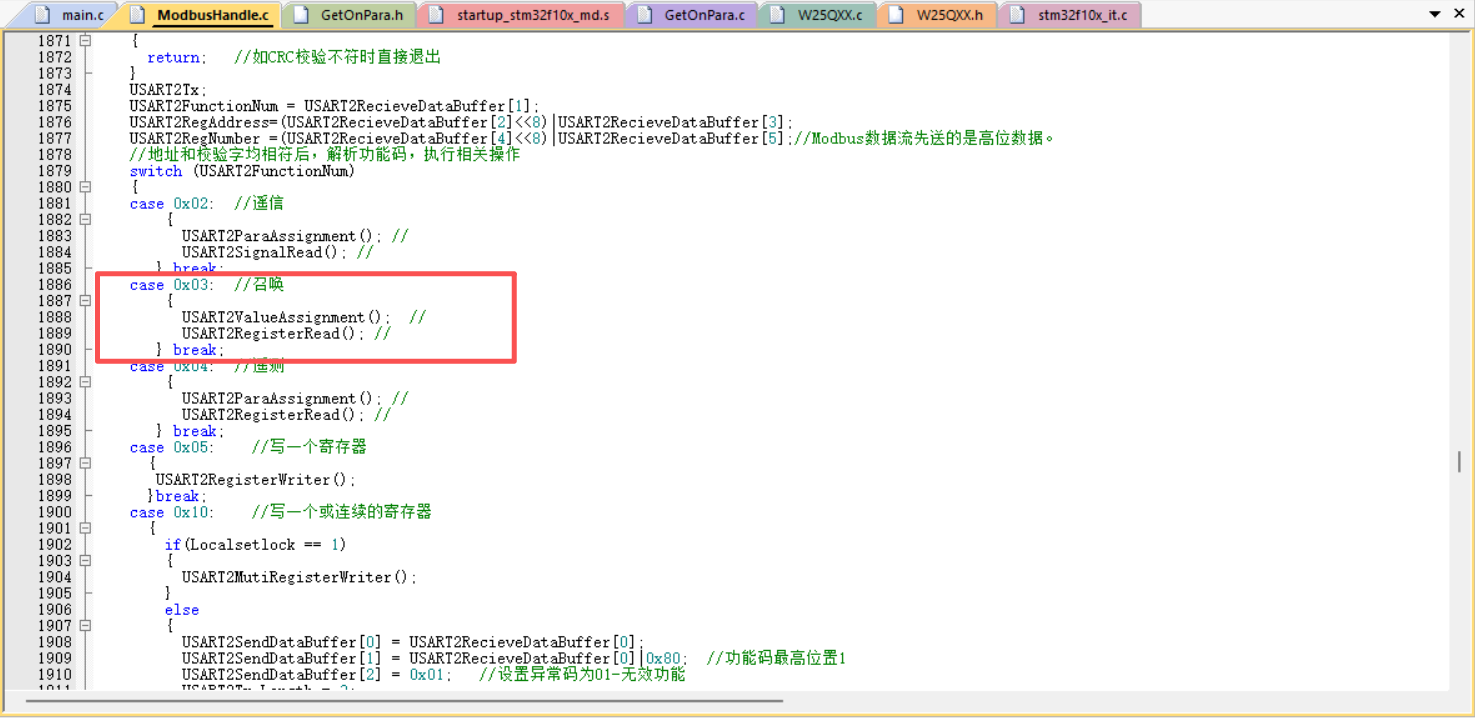 main.c ModbusHandle.c GetOnPara.h startup_stm32f10x_md.s GetOnPara.c W25QXX.c W25QXX.h stm32f10x_it.c
1871 {
1872 return; //如CRC校验不符时直接退出
1873 }
1874 USART2Tx;
1875 USART2FunctionNum = USART2RecieveDataBuffer[1];
1876 USART2RegAddress=(USART2RecieveDataBuffer[2]<<8)|USART2RecieveDataBuffer[3];
1877 USART2RegNumber =(USART2RecieveDataBuffer[4]<<8)|USART2RecieveDataBuffer[5];//Modbus数据流先送的是高位数据。
1878 //地址和校验字均相符后，解析功能码，执行相关操作
1879 switch (USART2FunctionNum)
1880 {
1881 case 0x02: //遥信
1882 {
1883 USART2ParaAssignment(); //
1884 USART2SignalRead(); //
1885 } break;
1886 case 0x03: //召唤
1887 {
1888 USART2ValueAssignment(); //
1889 USART2RegisterRead(); //
1890 } break;
1891 case 0x04: //遥测
1892 {
1893 USART2ParaAssignment(); //
1894 USART2RegisterRead(); //
1895 } break;
1896 case 0x05: //写一个寄存器
1897 {
1898 USART2RegisterWriter();
1899 }break;
1900 case 0x10: //写一个或连续的寄存器
1901 {
1902 if(Localsetlock == 1)
1903 {
1904 USART2MutiRegisterWriter();
1905 }
1906 else
1907 {
1908 USART2SendDataBuffer[0] = USART2RecieveDataBuffer[0];
1909 USART2SendDataBuffer[1] = USART2RecieveDataBuffer[0]|0x80; //功能码最高位置1
1910 USART2SendDataBuffer[2] = 0x01; //设置异常码为01-无效功能